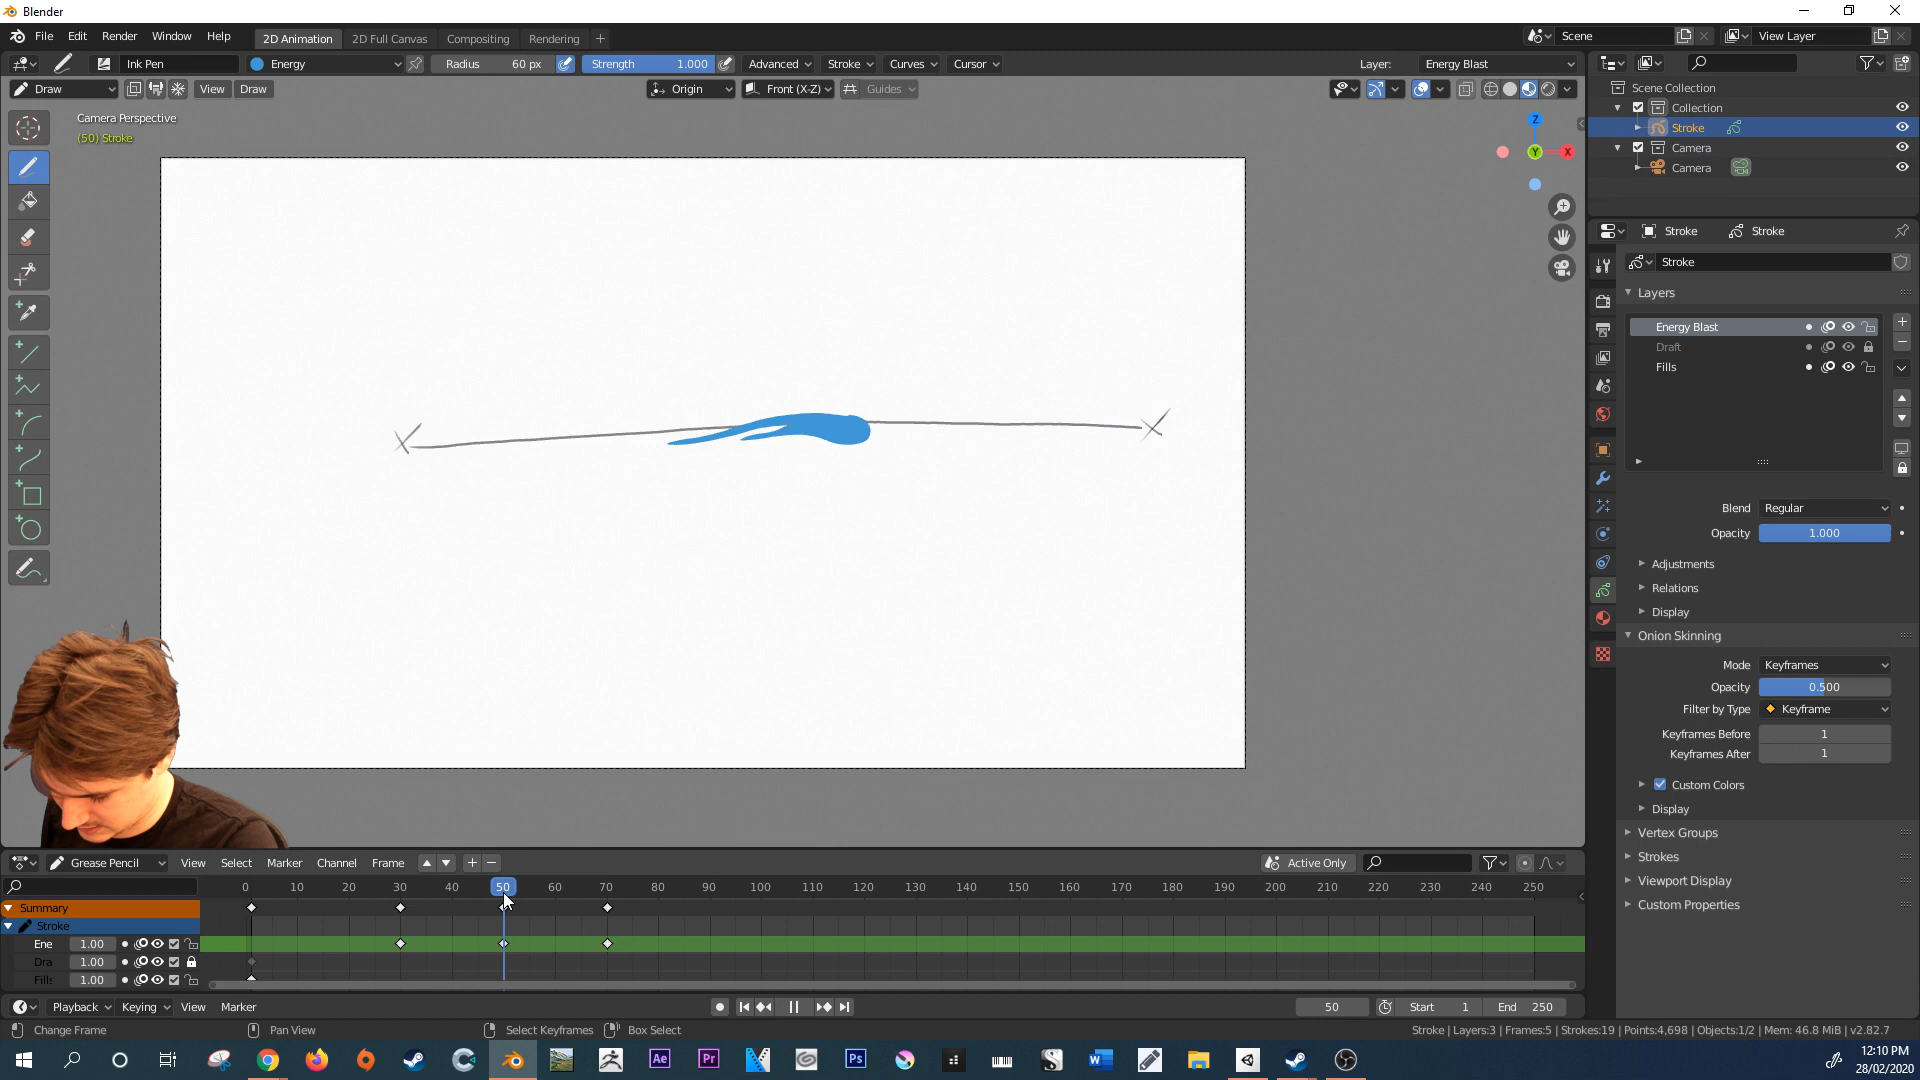 Blender
File Edit Render Window Help 2D Animation 2D Full Canvas Compositing Rendering + Scene View Layer
Ink Pen Energy Radius 60 px Strength 1.000 Advanced Stroke Curves Cursor Layer: Energy Blast
Draw View Draw Origin Front (X-Z) Guides
Camera Perspective
(50) Stroke
Z
Y
X
Scene Collection
Collection
Stroke
Camera
Camera
Stroke Stroke
Stroke
Layers
Energy Blast
Draft
Fills
Blend Regular
Opacity 1.000
Adjustments
Relations
Display
Onion Skinning
Mode Keyframes
Opacity 0.500
Filter by Type Keyframe
Keyframes Before 1
Keyframes After 1
Custom Colors
Display
Vertex Groups
Strokes
Viewport Display
Custom Properties
Grease Pencil View Select Marker Channel Frame Active Only
0 10 20 30 40 50 60 70 80 90 100 110 120 130 140 150 160 170 180 190 200 210 220 230 240 250
Summary
Stroke
Ene 1.00
Dra 1.00
Fills 1.00
Playback Keying View Marker 50 Start 1 End 250
Change Frame Pan View Select Keyframes Box Select Stroke | Layers:3 | Frames:5 | Strokes:19 | Points:4,698 | Objects:1/2 | Mem: 46.8 MiB | v2.82.7
Ae Pr Ps
12:10 PM
28/02/2020